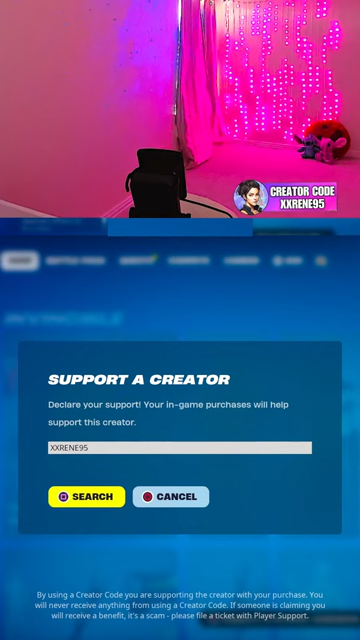 CREATOR CODE
XXRENE95
SUPPORT A CREATOR
Declare your support! Your in-game purchases will help
support this creator.
XXRENE95
SEARCH
CANCEL
By using a Creator Code you are supporting the creator with your purchase. You
will never receive anything from using a Creator Code. If someone is claiming you
will receive a benefit, it's a scam - please file a ticket with Player Support.